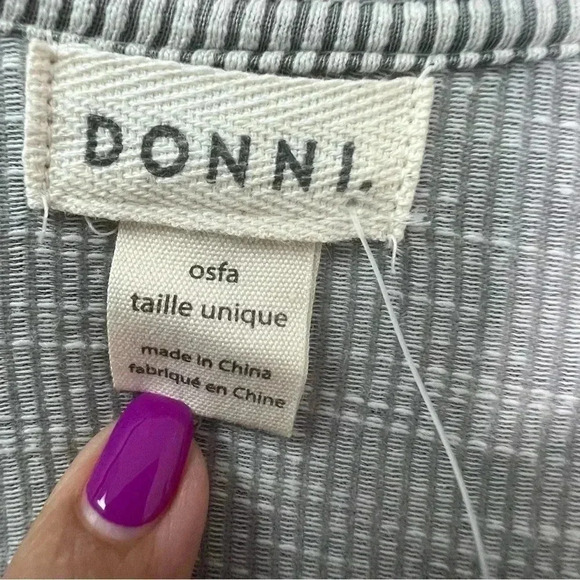 DONNI.
osfa
taille unique
made in China
fabriqué en Chine